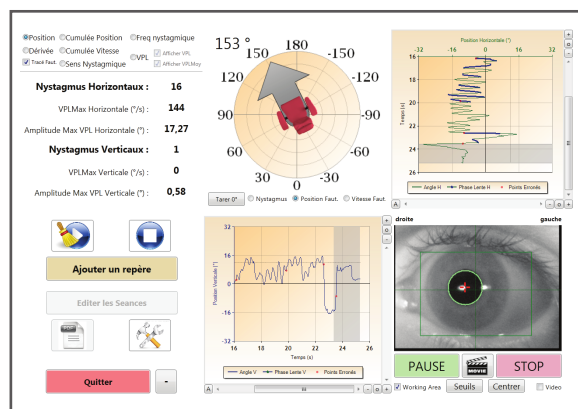 Position Cumulée Position Freq nystagmique
Dérivée Cumulée Vitesse VPL Afficher VPL
Tracé Faut. Sens Nystagmique Afficher VPLMoy
Nystagmus Horizontaux : 16
VPLMax Horizontale (°/s) : 144
Amplitude Max VPL Horizontale (°) : 17,27
Nystagmus Verticaux : 1
VPLMax Verticale (°/s) : 0
Amplitude Max VPL Verticale (°) : 0,58
Ajouter un repère
Editer les Seances
PDF
Quitter -
153 °
180
150 -150
120 -120
90 -90
60 -60
30 -30
0
Tarer 0° Nystagmus Position Faut. Vitesse Faut.
Position Horizontale (°)
-32 -16 0 16 32
16
18
20
22
24
26
Temps (s)
Angle H Phase Lente H Points Erronés
A - o +
32
16
0
-16
-32
Position Verticale (°)
16 18 20 22 24 26
Temps (s)
Angle V Phase Lente V Points Erronés
A - o +
droite gauche
PAUSE MOVIE STOP
Working Area Seuils Centrer Video